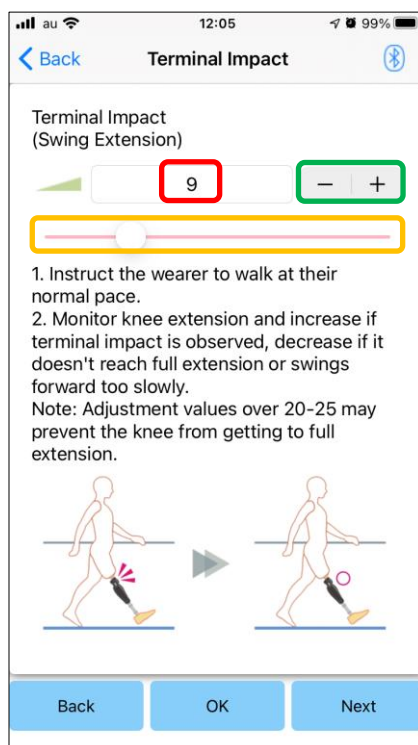 au 12:05 99%
Back Terminal Impact
Terminal Impact
(Swing Extension)
9 − +
1. Instruct the wearer to walk at their
normal pace.
2. Monitor knee extension and increase if
terminal impact is observed, decrease if it
doesn't reach full extension or swings
forward too slowly.
Note: Adjustment values over 20-25 may
prevent the knee from getting to full
extension.
Back OK Next